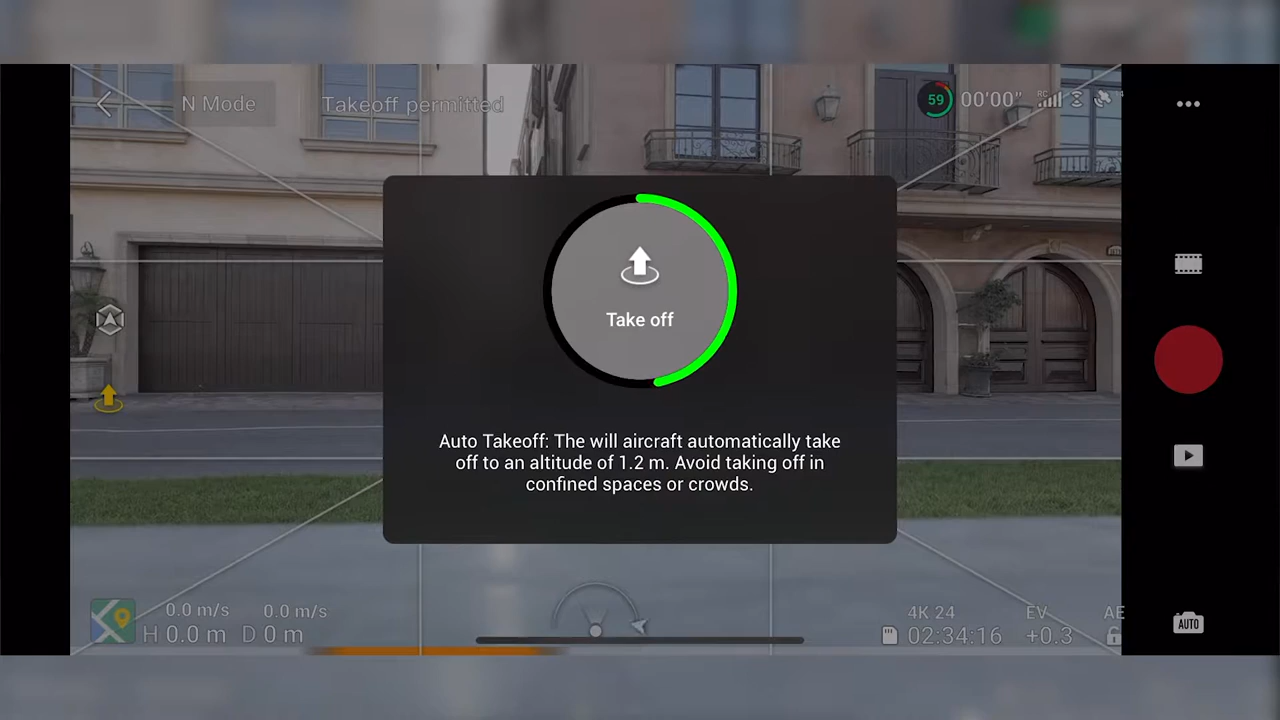 N Mode
Takeoff permitted
59
00'00"
RC
14
Take off
Auto Takeoff: The will aircraft automatically take
off to an altitude of 1.2 m. Avoid taking off in
confined spaces or crowds.
0.0 m/s 0.0 m/s
H 0.0 m D 0 m
4K 24 EV AE
02:34:16 +0.3
AUTO